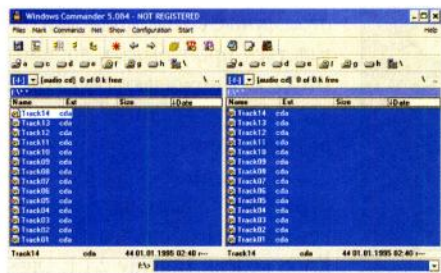 Windows Commander 5.0B4 - NOT REGISTERED
Files Mark Commands Net Show Configuration Start Help
a c d e f g h \ a c d e f g h \
[-f-] [audio cd] 0 of 0 k free \ .. [-f-] [audio cd] 0 of 0 k free \ ..
f:\*.* f:\*.*
Name Ext Size ↓Date Name Ext Size ↓Date
Track14 cda Track14 cda
Track13 cda Track13 cda
Track12 cda Track12 cda
Track11 cda Track11 cda
Track10 cda Track10 cda
Track09 cda Track09 cda
Track08 cda Track08 cda
Track07 cda Track07 cda
Track06 cda Track06 cda
Track05 cda Track05 cda
Track04 cda Track04 cda
Track03 cda Track03 cda
Track02 cda Track02 cda
Track01 cda Track01 cda
Track14 cda 44 01.01.1995 02:40 r--- Track14 cda 44 01.01.1995 02:40 r---
f:\>